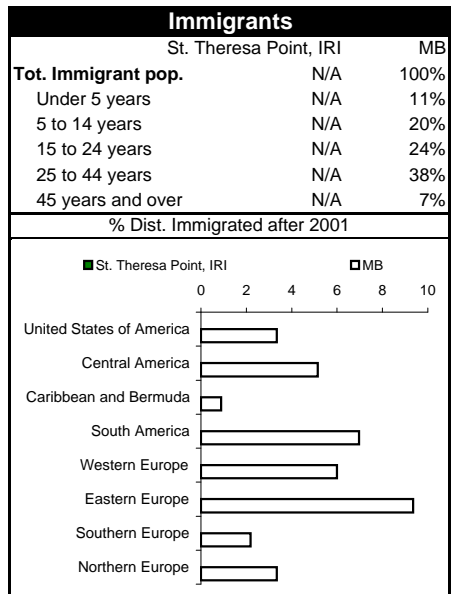 Immigrants
St. Theresa Point, IRI MB
Tot. Immigrant pop. N/A 100%
Under 5 years N/A 11%
5 to 14 years N/A 20%
15 to 24 years N/A 24%
25 to 44 years N/A 38%
45 years and over N/A 7%
% Dist. Immigrated after 2001
St. Theresa Point, IRI MB
0 2 4 6 8 10
United States of America
Central America
Caribbean and Bermuda
South America
Western Europe
Eastern Europe
Southern Europe
Northern Europe